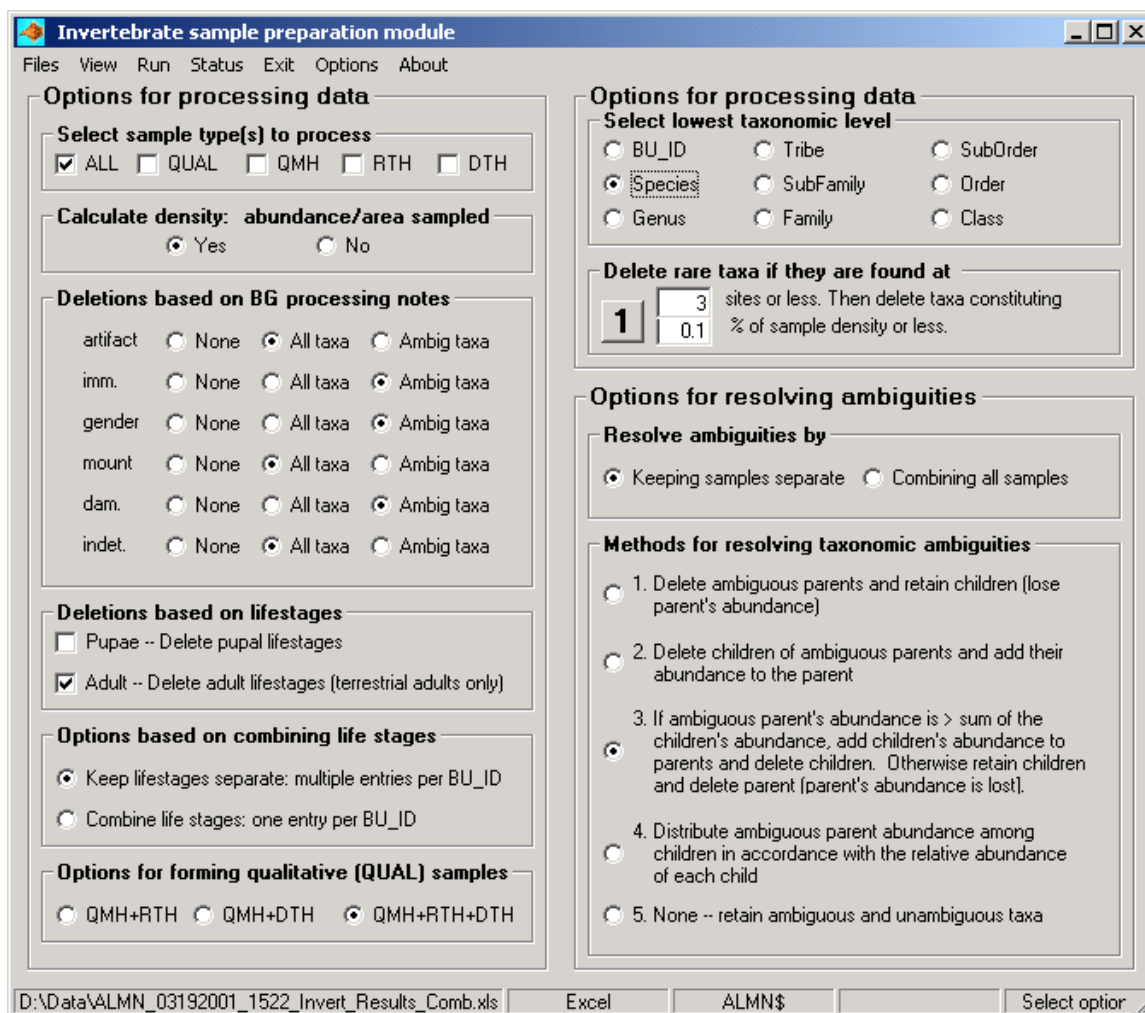 Invertebrate sample preparation module
Files View Run Status Exit Options About
Options for processing data
Select sample type(s) to process
ALL QUAL QMH RTH DTH
Calculate density: abundance/area sampled
Yes No
Deletions based on BG processing notes
artifact None All taxa Ambig taxa
imm. None All taxa Ambig taxa
gender None All taxa Ambig taxa
mount None All taxa Ambig taxa
dam. None All taxa Ambig taxa
indet. None All taxa Ambig taxa
Deletions based on lifestages
Pupae -- Delete pupal lifestages
Adult -- Delete adult lifestages (terrestrial adults only)
Options based on combining life stages
Keep lifestages separate: multiple entries per BU_ID
Combine life stages: one entry per BU_ID
Options for forming qualitative (QUAL) samples
QMH+RTH QMH+DTH QMH+RTH+DTH
Options for processing data
Select lowest taxonomic level
BU_ID Tribe SubOrder
Species SubFamily Order
Genus Family Class
Delete rare taxa if they are found at
1 3 sites or less. Then delete taxa constituting
0.1 % of sample density or less.
Options for resolving ambiguities
Resolve ambiguities by
Keeping samples separate Combining all samples
Methods for resolving taxonomic ambiguities
1. Delete ambiguous parents and retain children (lose
parent's abundance)
2. Delete children of ambiguous parents and add their
abundance to the parent
3. If ambiguous parent's abundance is > sum of the
children's abundance, add children's abundance to
parents and delete children. Otherwise retain children
and delete parent (parent's abundance is lost).
4. Distribute ambiguous parent abundance among
children in accordance with the relative abundance
of each child
5. None -- retain ambiguous and unambiguous taxa
D:\Data\ALMN_03192001_1522_Invert_Results_Comb.xls Excel ALMN$ Select option